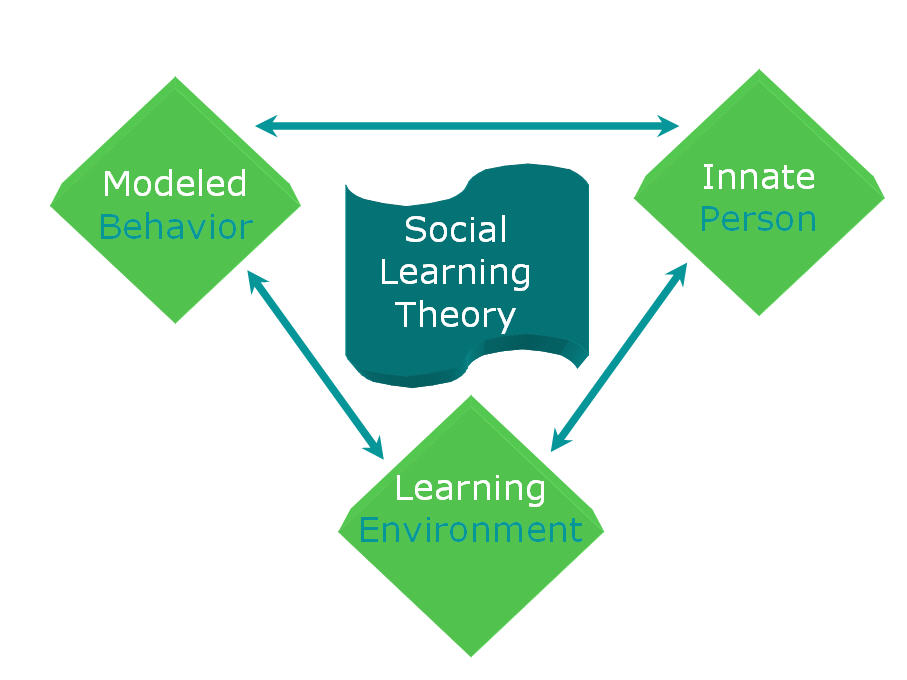 Modeled
Behavior
Innate
Person
Social
Learning
Theory
Learning
Environment